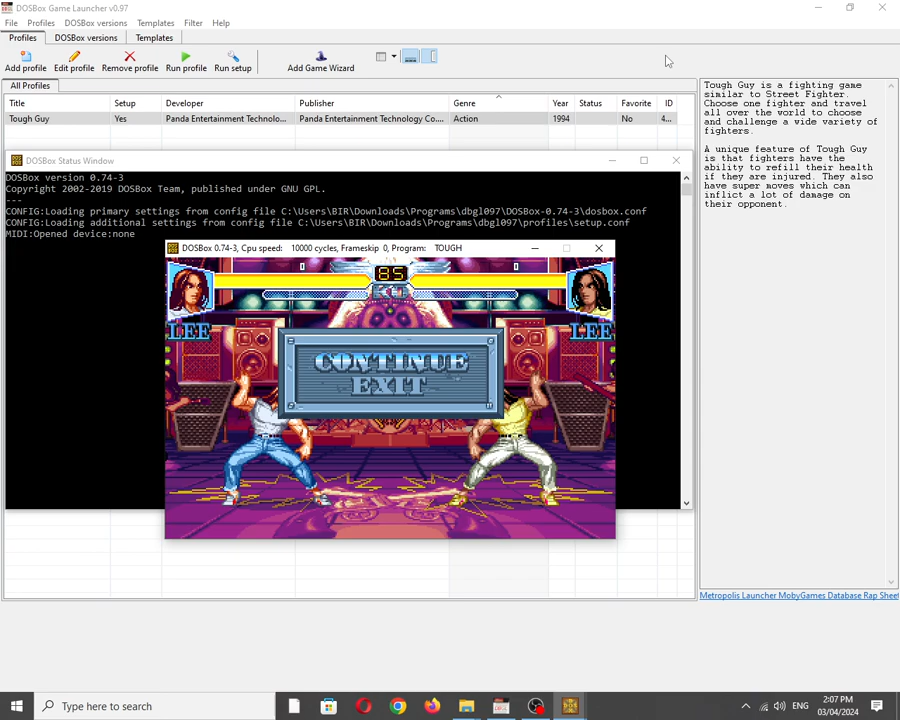 DOSBox Game Launcher v0.97
File Profiles DOSBox versions Templates Filter Help
Profiles DOSBox versions Templates
Add profile Edit profile Remove profile Run profile Run setup Add Game Wizard
All Profiles
Title Setup Developer Publisher Genre Year Status Favorite ID
Tough Guy Yes Panda Entertainment Technolo... Panda Entertainment Technology Co.... Action 1994 No 4...
Tough Guy is a fighting game
similar to Street Fighter.
Choose one fighter and travel
all over the world to choose
and challenge a wide variety of
fighters.
A unique feature of Tough Guy
is that fighters have the
ability to refill their health
if they are injured. They also
have super moves which can
inflict a lot of damage on
their opponent.
DOSBox Status Window
DOSBox version 0.74-3
Copyright 2002-2019 DOSBox Team, published under GNU GPL.
---
CONFIG:Loading primary settings from config file C:\Users\BIR\Downloads\Programs\dbgl097\DOSBox-0.74-3\dosbox.conf
CONFIG:Loading additional settings from config file C:\Users\BIR\Downloads\Programs\dbgl097\profiles\setup.conf
MIDI:Opened device:none
DOSBox 0.74-3, Cpu speed: 10000 cycles, Frameskip 0, Program: TOUGH
0 85 0
KO
LEE LEE
CONTINUE
EXIT
Metropolis Launcher MobyGames Database Rap Sheet
Type here to search
2:07 PM
03/04/2024